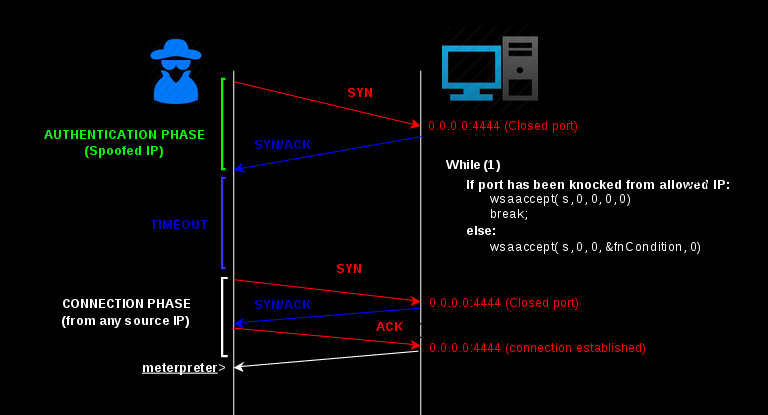 SYN
0.0.0.0:4444 (Closed port)
AUTHENTICATION PHASE
(Spoofed IP)
SYN/ACK
While (1)
If port has been knocked from allowed IP:
wsaaccept( s, 0, 0, 0, 0)
break;
else:
wsaaccept( s, 0, 0, &fnCondition, 0)
TIMEOUT
SYN
CONNECTION PHASE
(from any source IP)
SYN/ACK
0.0.0.0:4444 (Closed port)
ACK
0.0.0.0:4444 (connection established)
meterpreter>